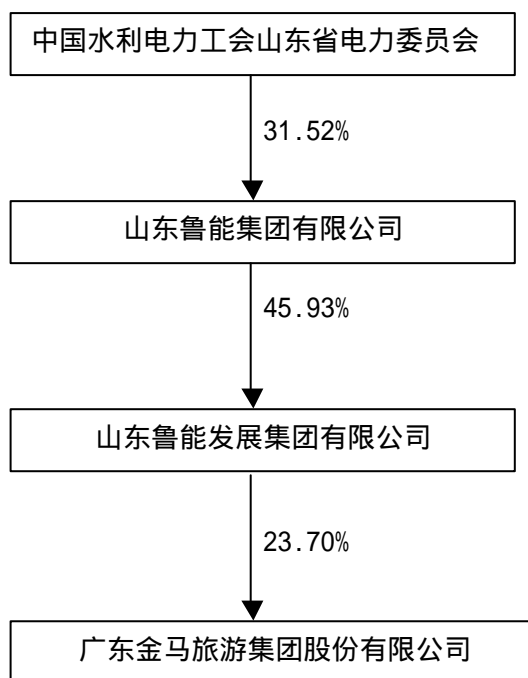 中国水利电力工会山东省电力委员会
31.52%
山东鲁能集团有限公司
45.93%
山东鲁能发展集团有限公司
23.70%
广东金马旅游集团股份有限公司